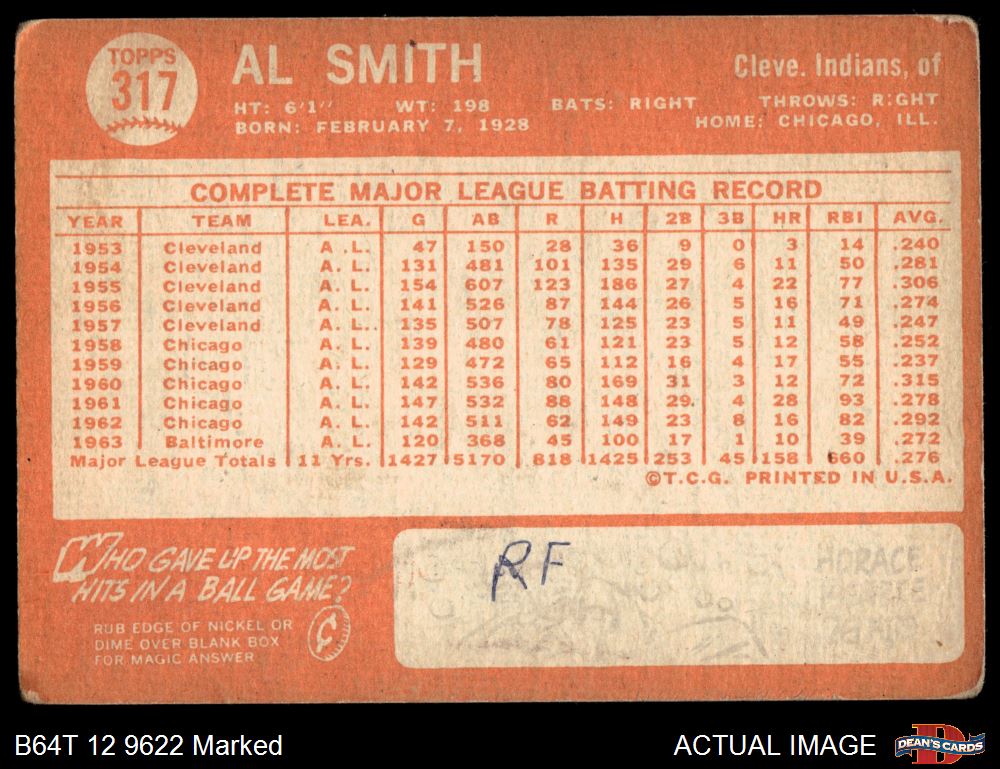 TOPPS
317
AL SMITH
Cleve. Indians, of
HT: 6'1" WT: 198 BATS: RIGHT THROWS: RIGHT
BORN: FEBRUARY 7, 1928 HOME: CHICAGO, ILL.
COMPLETE MAJOR LEAGUE BATTING RECORD
YEAR TEAM LEA. G AB R H 2B 3B HR RBI AVG.
1953 Cleveland A.L. 47 150 28 36 9 0 3 14 .240
1954 Cleveland A. L. 131 481 101 135 29 6 11 50 .281
1955 Cleveland A. L. 154 607 123 186 27 4 22 77 .306
1956 Cleveland A. L. 141 526 87 144 26 5 16 71 .274
1957 Cleveland A. L. 135 507 78 125 23 5 11 49 .247
1958 Chicago A. L. 139 480 61 121 23 5 12 58 .252
1959 Chicago A. L. 129 472 65 112 16 4 17 55 .237
1960 Chicago A. L. 142 536 80 169 31 3 12 72 .315
1961 Chicago A. L. 147 532 88 148 29 4 28 93 .278
1962 Chicago A. L. 142 511 62 149 23 8 16 82 .292
1963 Baltimore A. L. 120 368 45 100 17 1 10 39 .272
Major League Totals 11 Yrs. 1427 5170 818 1425 253 45 158 660 .276
©T.C.G. PRINTED IN U.S.A.
WHO GAVE UP THE MOST
HITS IN A BALL GAME?
RUB EDGE OF NICKEL OR
DIME OVER BLANK BOX
FOR MAGIC ANSWER
RF
HORACE
B64T 12 9622 Marked
ACTUAL IMAGE
DEAN'S CARDS